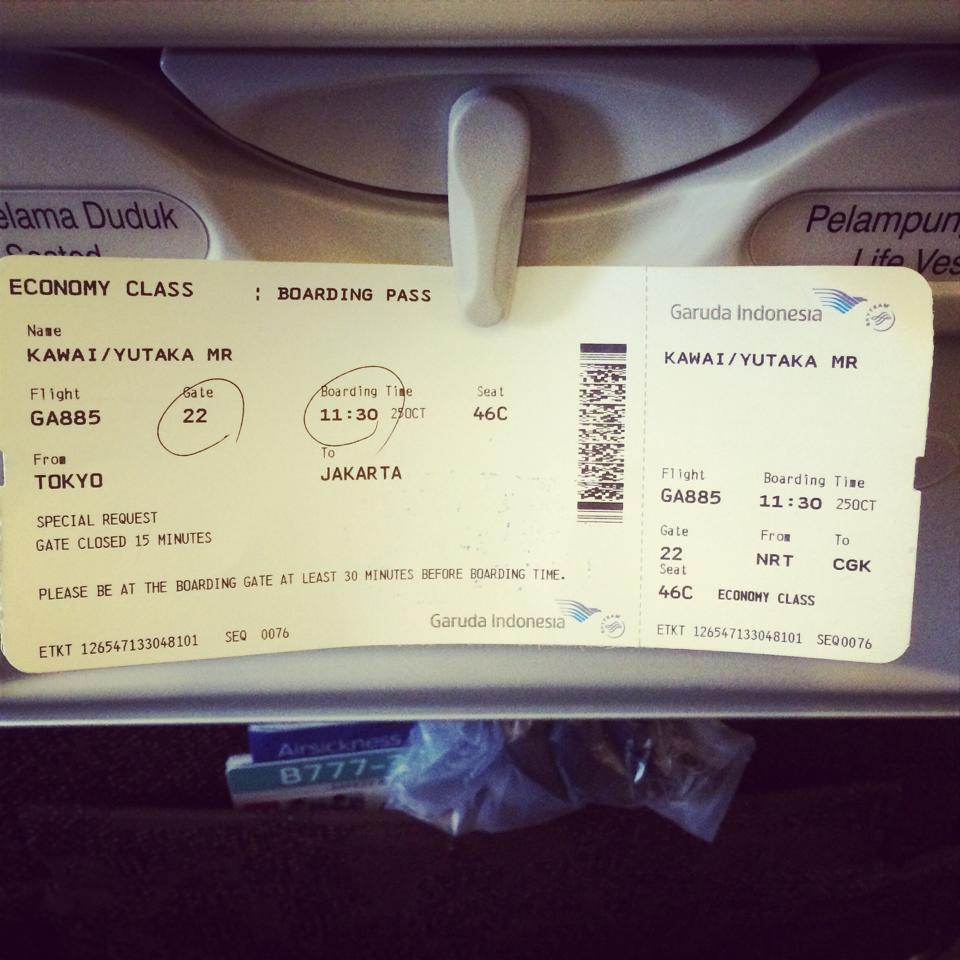 elama Duduk
Seated
Pelampung
Life Ves
ECONOMY CLASS : BOARDING PASS
Name
KAWAI/YUTAKA MR
Flight Gate Boarding Time Seat
GA885 22 11:30 25OCT 46C
From To
TOKYO JAKARTA
SPECIAL REQUEST
GATE CLOSED 15 MINUTES
PLEASE BE AT THE BOARDING GATE AT LEAST 30 MINUTES BEFORE BOARDING TIME.
Garuda Indonesia
ETKT 126547133048101 SEQ 0076
Garuda Indonesia
KAWAI/YUTAKA MR
Flight Boarding Time
GA885 11:30 25OCT
Gate From To
22 NRT CGK
Seat
46C ECONOMY CLASS
ETKT 126547133048101 SEQ0076
Airsickness
B777-